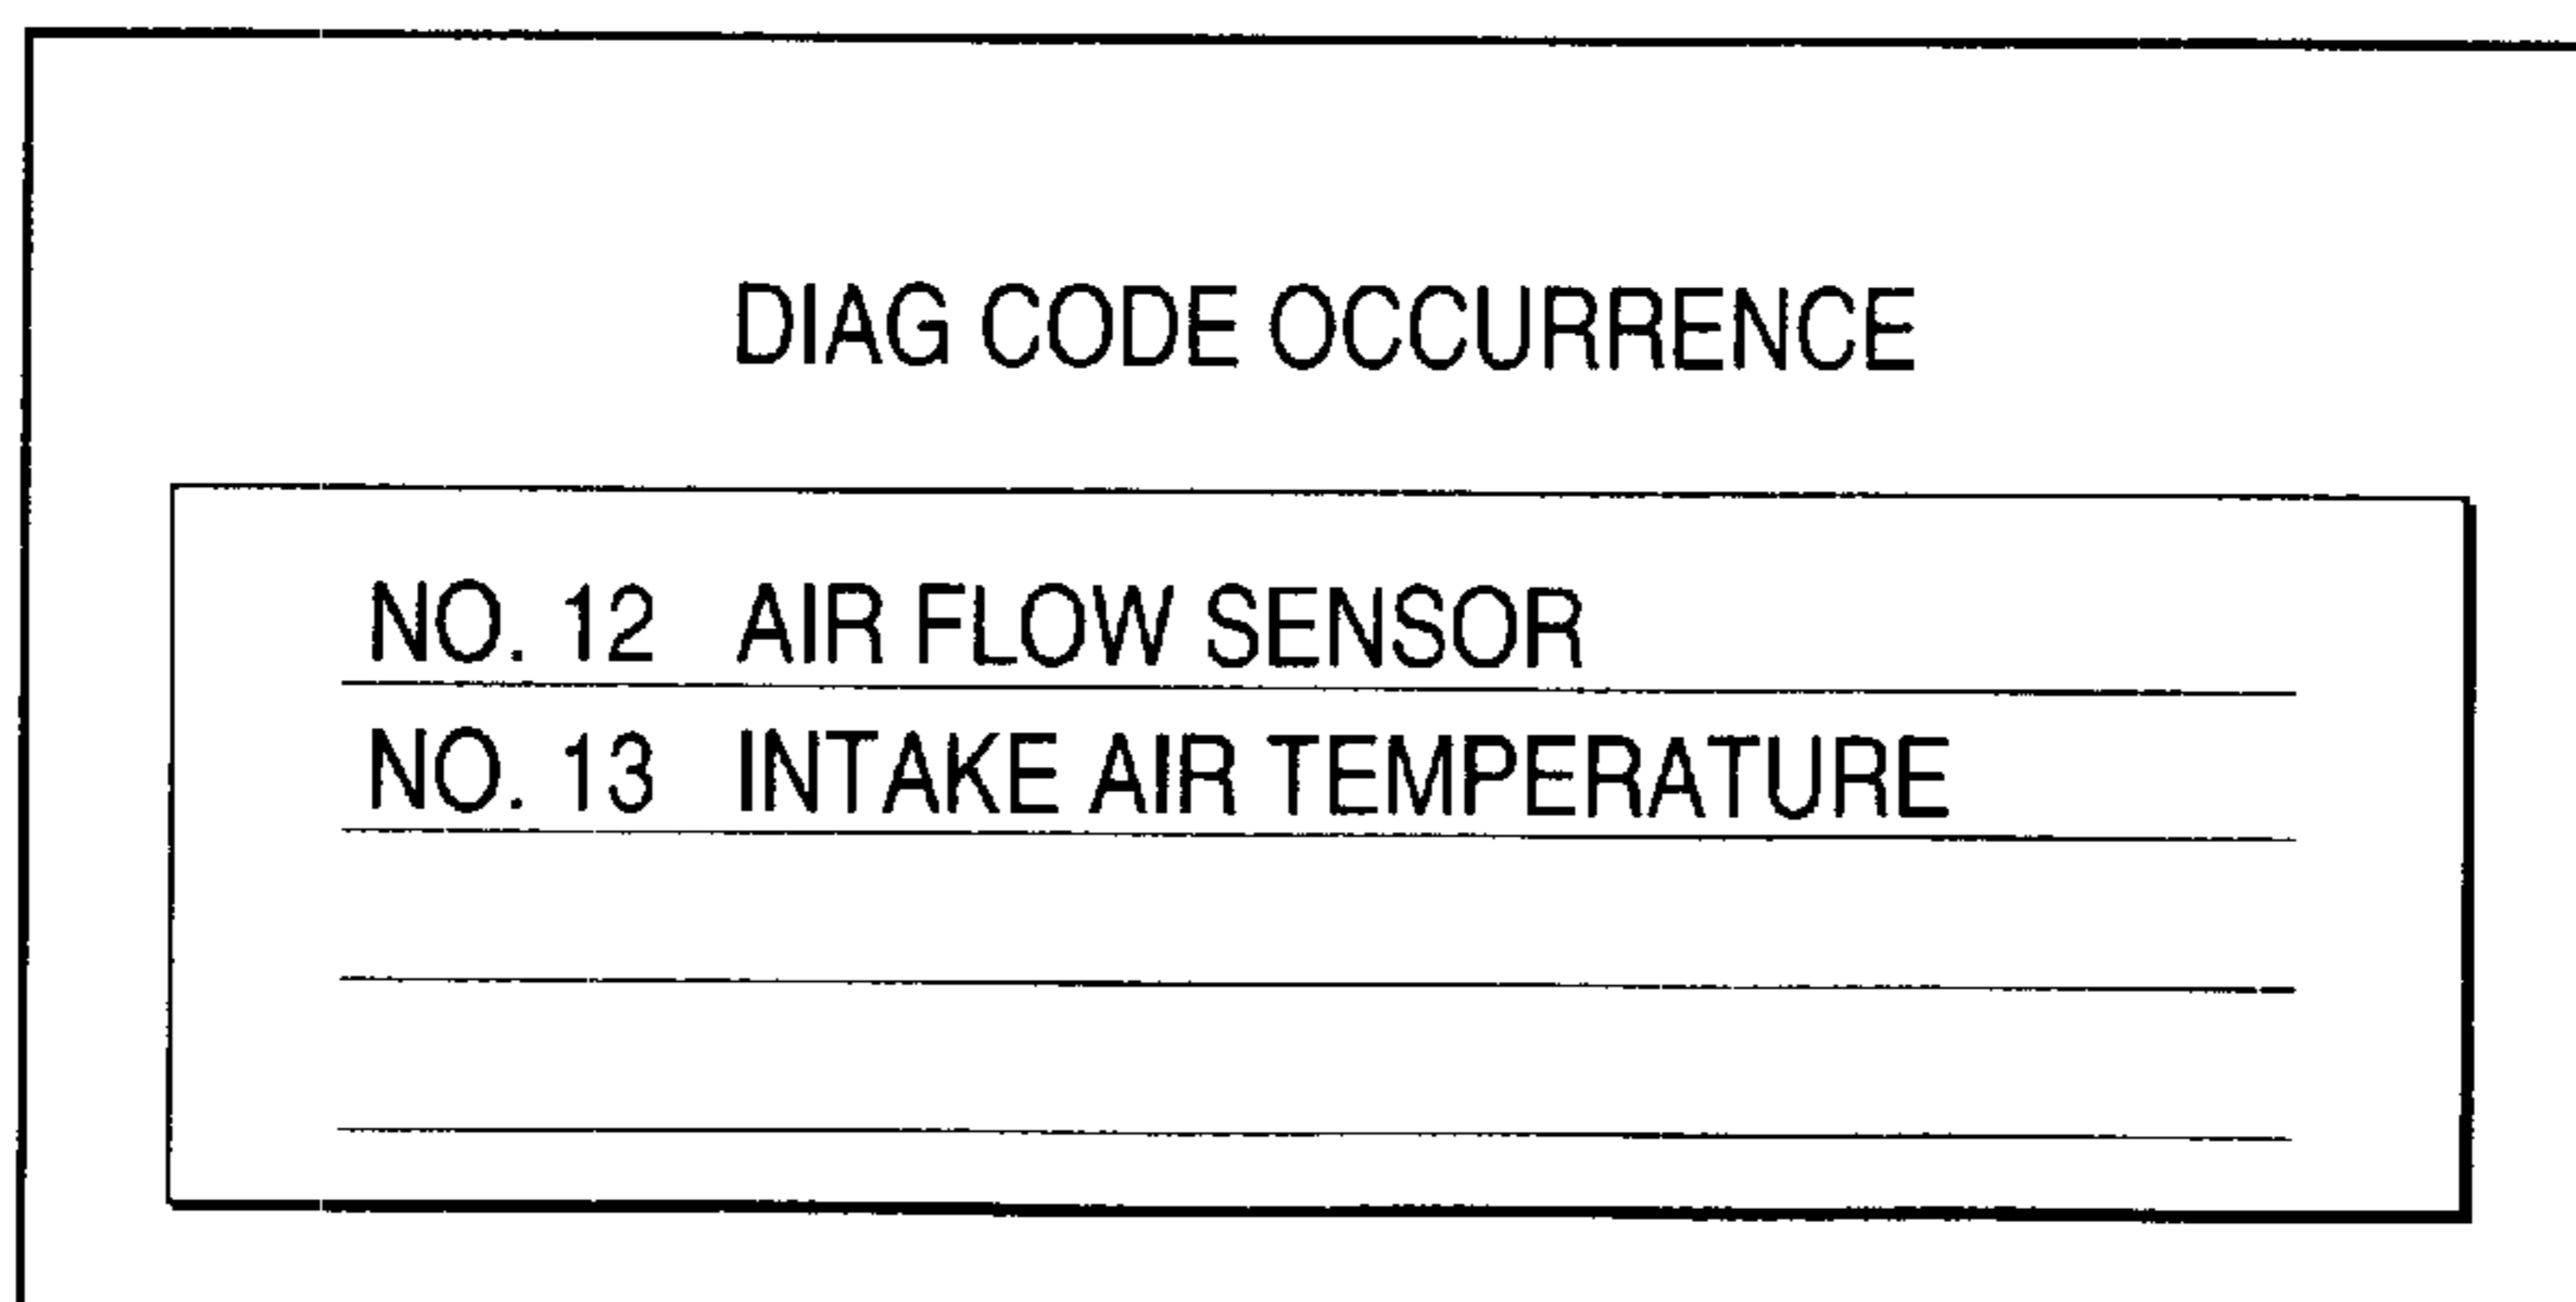 DIAG CODE OCCURRENCE
NO. 12 AIR FLOW SENSOR
NO. 13 INTAKE AIR TEMPERATURE